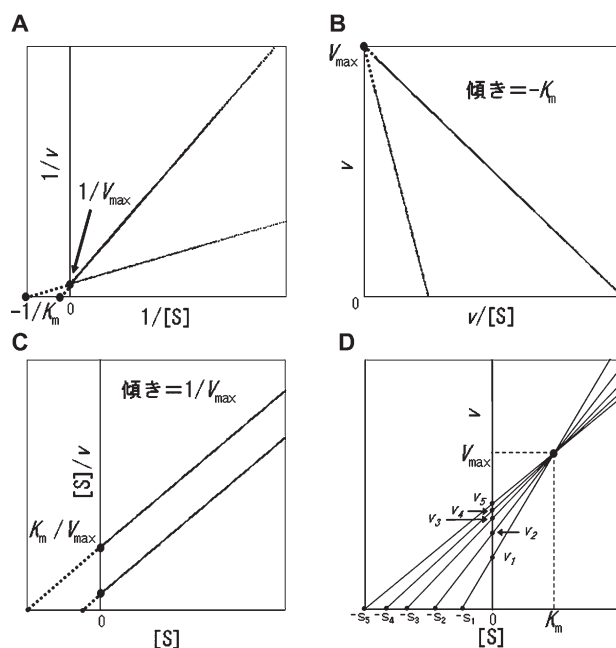 A
1/v
1/Vmax
0
-1/Km
1/[S]
B
Vmax
傾き=-Km
v
0
v/[S]
C
傾き=1/Vmax
[S]/v
Km/Vmax
0
[S]
D
v
Vmax
v5
v4
v3
v2
v1
-S5 -S4 -S3 -S2 -S1 0 Km
[S]